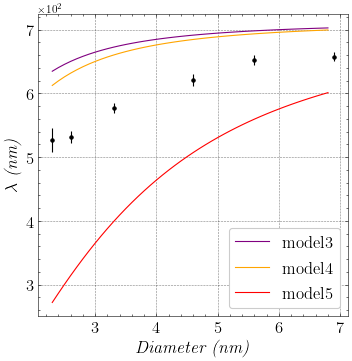 ×10²
7
6
5
4
3
λ (nm)
model3
model4
model5
3 4 5 6 7
Diameter (nm)